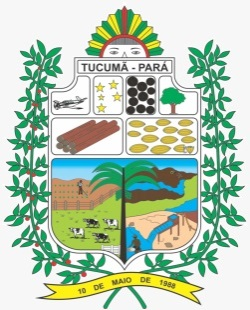 TUCUMÃ - PARÁ
10 DE MAIO DE 1988